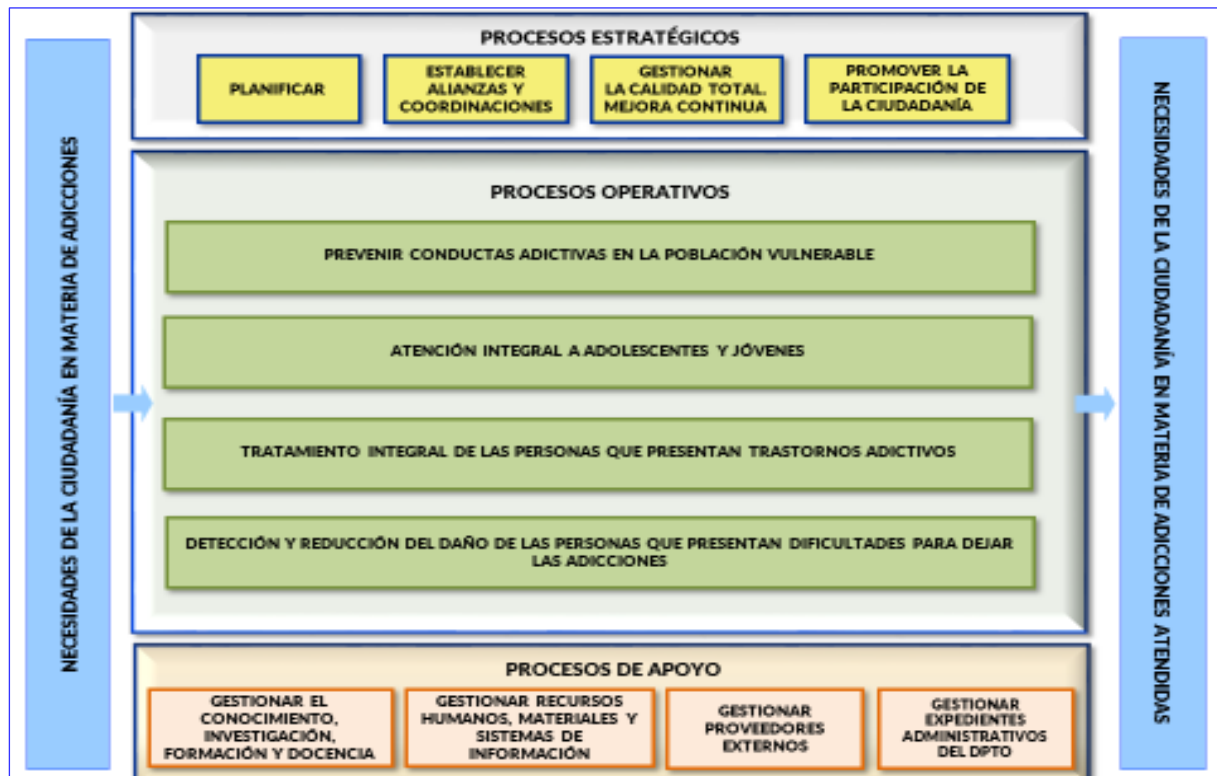 NECESIDADES DE LA CIUDADANÍA EN MATERIA DE ADICCIONES
PROCESOS ESTRATÉGICOS
PLANIFICAR
ESTABLECER
ALIANZAS Y
COORDINACIONES
GESTIONAR
LA CALIDAD TOTAL.
MEJORA CONTINUA
PROMOVER LA
PARTICIPACIÓN DE
LA CIUDADANÍA
PROCESOS OPERATIVOS
PREVENIR CONDUCTAS ADICTIVAS EN LA POBLACIÓN VULNERABLE
ATENCIÓN INTEGRAL A ADOLESCENTES Y JÓVENES
TRATAMIENTO INTEGRAL DE LAS PERSONAS QUE PRESENTAN TRASTORNOS ADICTIVOS
DETECCIÓN Y REDUCCIÓN DEL DAÑO DE LAS PERSONAS QUE PRESENTAN DIFICULTADES PARA DEJAR
LAS ADICCIONES
PROCESOS DE APOYO
GESTIONAR EL
CONOCIMIENTO,
INVESTIGACIÓN,
FORMACIÓN Y DOCENCIA
GESTIONAR RECURSOS
HUMANOS, MATERIALES Y
SISTEMAS DE
INFORMACIÓN
GESTIONAR
PROVEEDORES
EXTERNOS
GESTIONAR
EXPEDIENTES
ADMINISTRATIVOS
DEL DPTO
NECESIDADES DE LA CIUDADANÍA EN MATERIA DE ADICCIONES ATENDIDAS